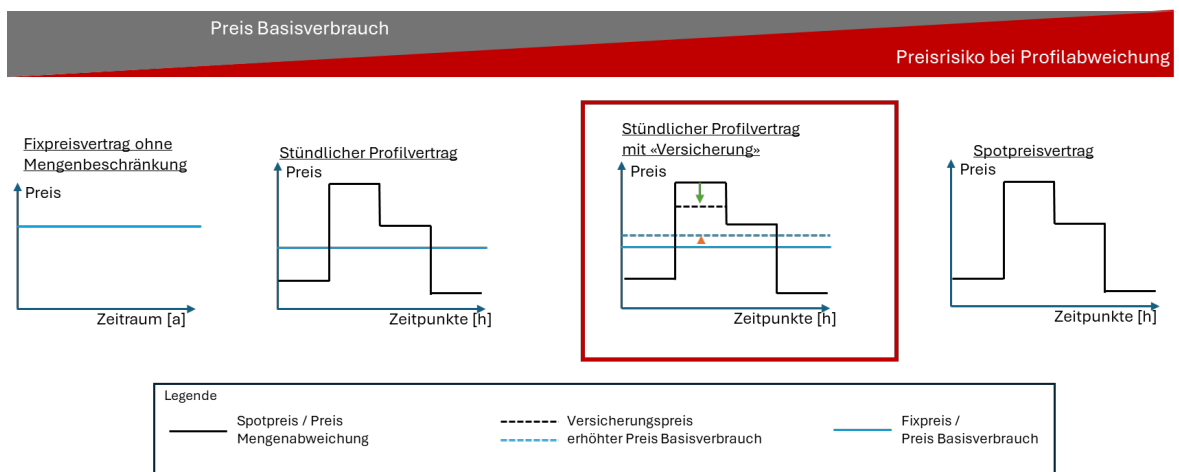 Preis Basisverbrauch
Preisrisiko bei Profilabweichung
Fixpreisvertrag ohne
Mengenbeschränkung
Preis
Zeitraum [a]
Stündlicher Profilvertrag
Preis
Zeitpunkte [h]
Stündlicher Profilvertrag
mit «Versicherung»
Preis
Zeitpunkte [h]
Spotpreisvertrag
Preis
Zeitpunkte [h]
Legende
Spotpreis / Preis
Mengenabweichung
Versicherungspreis
erhöhter Preis Basisverbrauch
Fixpreis /
Preis Basisverbrauch